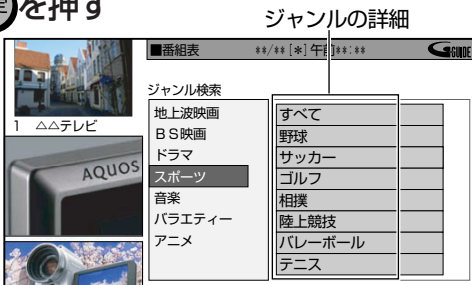 を押す
ジャンルの詳細
■番組表 **/**[*]午前**:** GGUIDE
ジャンル検索
1 △△テレビ
AQUOS
地上波映画
BS映画
ドラマ
スポーツ
音楽
バラエティー
アニメ
すべて
野球
サッカー
ゴルフ
相撲
陸上競技
バレーボール
テニス